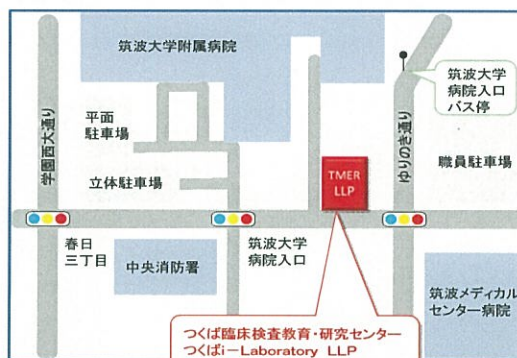 筑波大学附属病院
筑波大学
病院入口
バス停
平面
駐車場
学園西大通り
ゆりのき通り
職員駐車場
立体駐車場
TMER
LLP
春日
三丁目
中央消防署
筑波大学
病院入口
筑波メディカル
センター病院
つくば臨床検査教育・研究センター
つくばi-Laboratory LLP